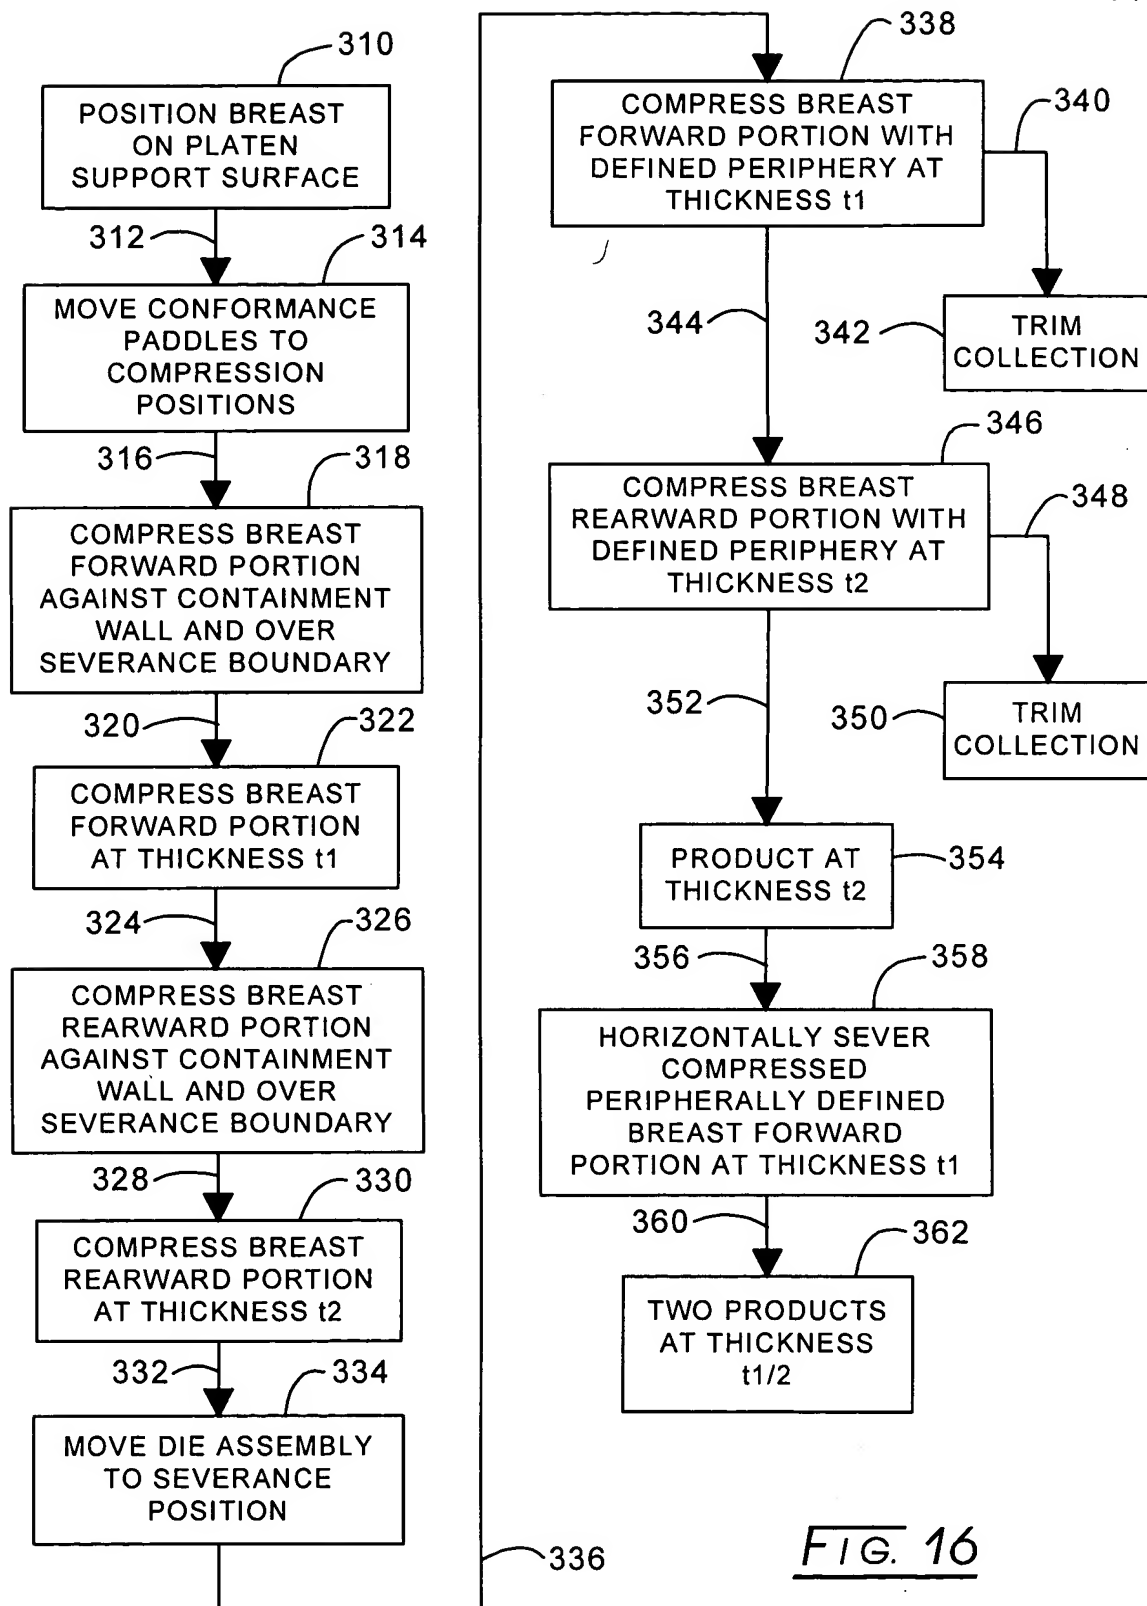 310
POSITION BREAST
ON PLATEN
SUPPORT SURFACE
312
314
MOVE CONFORMANCE
PADDLES TO
COMPRESSION
POSITIONS
316
318
COMPRESS BREAST
FORWARD PORTION
AGAINST CONTAINMENT
WALL AND OVER
SEVERANCE BOUNDARY
320
322
COMPRESS BREAST
FORWARD PORTION
AT THICKNESS t1
324
326
COMPRESS BREAST
REARWARD PORTION
AGAINST CONTAINMENT
WALL AND OVER
SEVERANCE BOUNDARY
328
330
COMPRESS BREAST
REARWARD PORTION
AT THICKNESS t2
332
334
MOVE DIE ASSEMBLY
TO SEVERANCE
POSITION
336
338
COMPRESS BREAST
FORWARD PORTION WITH
DEFINED PERIPHERY AT
THICKNESS t1
340
342
TRIM
COLLECTION
344
346
COMPRESS BREAST
REARWARD PORTION WITH
DEFINED PERIPHERY AT
THICKNESS t2
348
350
TRIM
COLLECTION
352
354
PRODUCT AT
THICKNESS t2
356
358
HORIZONTALLY SEVER
COMPRESSED
PERIPHERALLY DEFINED
BREAST FORWARD
PORTION AT THICKNESS t1
360
362
TWO PRODUCTS
AT THICKNESS
t1/2
FIG. 16